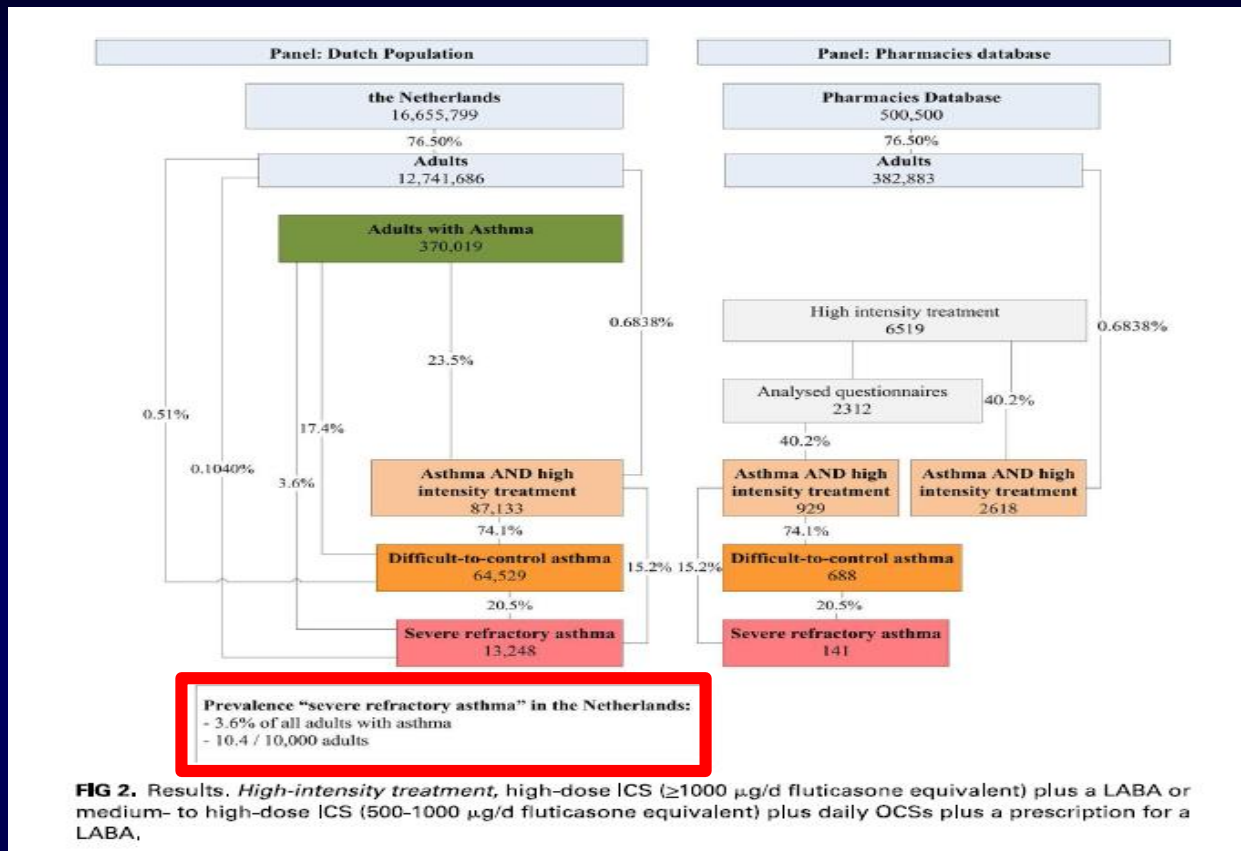 Panel: Dutch Population
Panel: Pharmacies database
the Netherlands
16,655,799
Pharmacies Database
500,500
76.50%
76.50%
Adults
12,741,686
Adults
382,883
Adults with Asthma
370,019
High intensity treatment
6519
0.6838%
0.6838%
23.5%
Analysed questionnaires
2312
40.2%
0.51%
17.4%
40.2%
0.1040%
3.6%
Asthma AND high
intensity treatment
87,133
Asthma AND high
intensity treatment
929
Asthma AND high
intensity treatment
2618
74.1%
74.1%
Difficult-to-control asthma
64,529
15.2%
15.2%
Difficult-to-control asthma
688
20.5%
20.5%
Severe refractory asthma
13,248
Severe refractory asthma
141
Prevalence “severe refractory asthma” in the Netherlands:
- 3.6% of all adults with asthma
- 10.4 / 10,000 adults
FIG 2. Results. High-intensity treatment, high-dose ICS (≥1000 μg/d fluticasone equivalent) plus a LABA or
medium- to high-dose ICS (500-1000 μg/d fluticasone equivalent) plus daily OCSs plus a prescription for a
LABA,